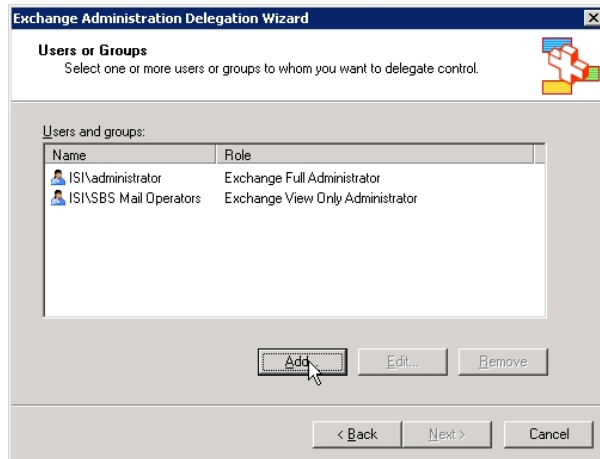 Exchange Administration Delegation Wizard
Users or Groups
Select one or more users or groups to whom you want to delegate control.
Users and groups:
Name Role
ISI\administrator Exchange Full Administrator
ISI\SBS Mail Operators Exchange View Only Administrator
Add... Edit... Remove
< Back Next > Cancel